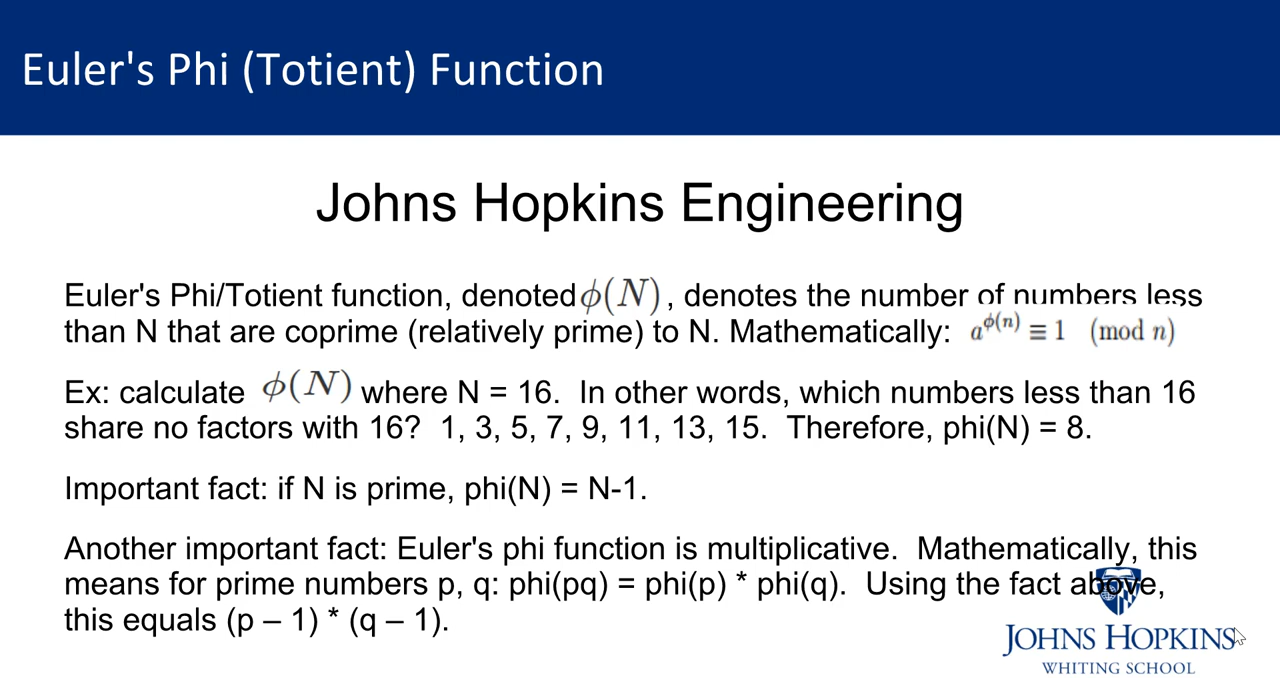 Euler's Phi (Totient) Function
Johns Hopkins Engineering
Euler's Phi/Totient function, denoted ϕ(N), denotes the number of numbers less
than N that are coprime (relatively prime) to N. Mathematically: a^ϕ(n) ≡ 1 (mod n)
Ex: calculate ϕ(N) where N = 16. In other words, which numbers less than 16
share no factors with 16? 1, 3, 5, 7, 9, 11, 13, 15. Therefore, phi(N) = 8.
Important fact: if N is prime, phi(N) = N-1.
Another important fact: Euler's phi function is multiplicative. Mathematically, this
means for prime numbers p, q: phi(pq) = phi(p) * phi(q). Using the fact above,
this equals (p – 1) * (q – 1).
JOHNS HOPKINS
WHITING SCHOOL